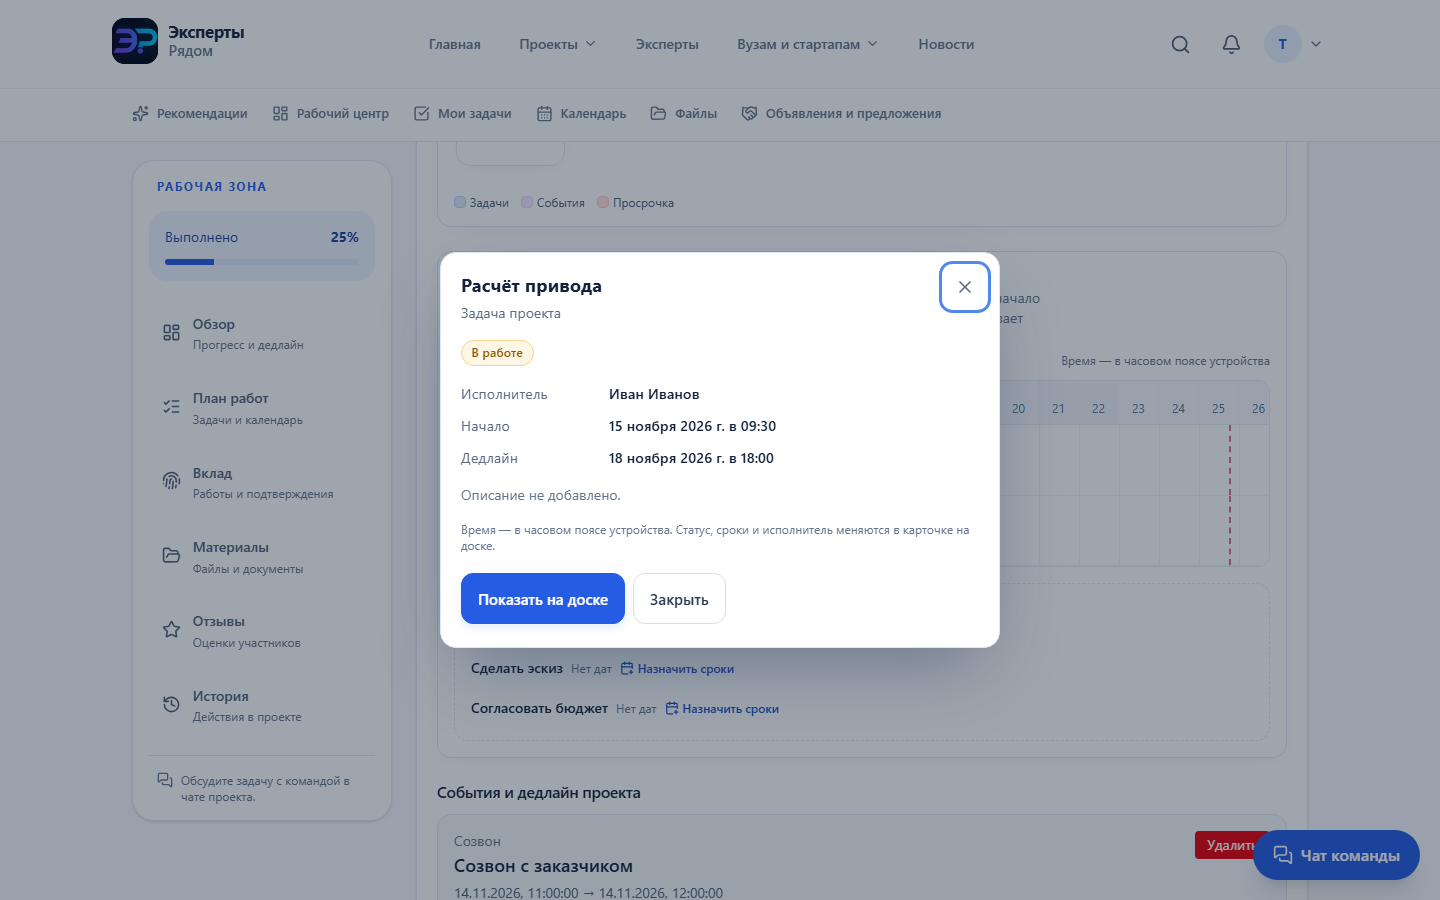 Эксперты
Рядом
Главная
Проекты
Эксперты
Вузам и стартапам
Новости
Т
Рекомендации
Рабочий центр
Мои задачи
Календарь
Файлы
Объявления и предложения
РАБОЧАЯ ЗОНА
Выполнено 25%
Обзор
Прогресс и дедлайн
План работ
Задачи и календарь
Вклад
Работы и подтверждения
Материалы
Файлы и документы
Отзывы
Оценки участников
История
Действия в проекте
Обсудите задачу с командой в
чате проекта.
Задачи
События
Просрочка
Время — в часовом поясе устройства
20 21 22 23 24 25 26
Расчёт привода
Задача проекта
В работе
Исполнитель Иван Иванов
Начало 15 ноября 2026 г. в 09:30
Дедлайн 18 ноября 2026 г. в 18:00
Описание не добавлено.
Время — в часовом поясе устройства. Статус, сроки и исполнитель меняются в карточке на
доске.
Показать на доске
Закрыть
Сделать эскиз Нет дат Назначить сроки
Согласовать бюджет Нет дат Назначить сроки
События и дедлайн проекта
Созвон
Созвон с заказчиком
14.11.2026, 11:00:00 → 14.11.2026, 12:00:00
Удалить
Чат команды